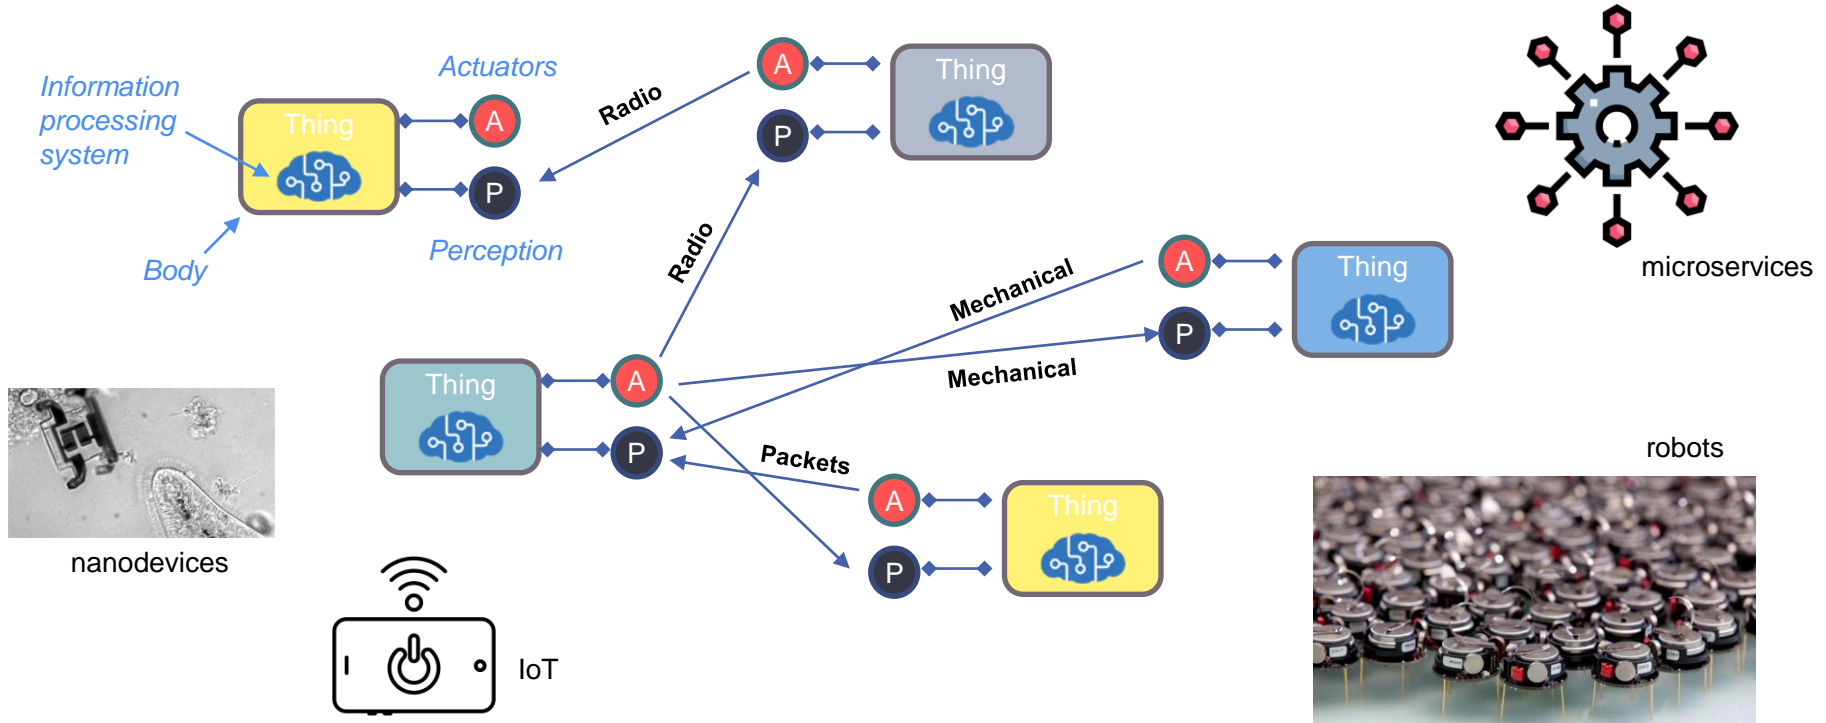 Information
processing
system
Actuators
Thing
A
P
Perception
Body
Radio
A
P
Thing
microservices
Radio
Mechanical
Mechanical
A
P
Thing
Thing
A
P
Packets
A
P
Thing
nanodevices
IoT
robots